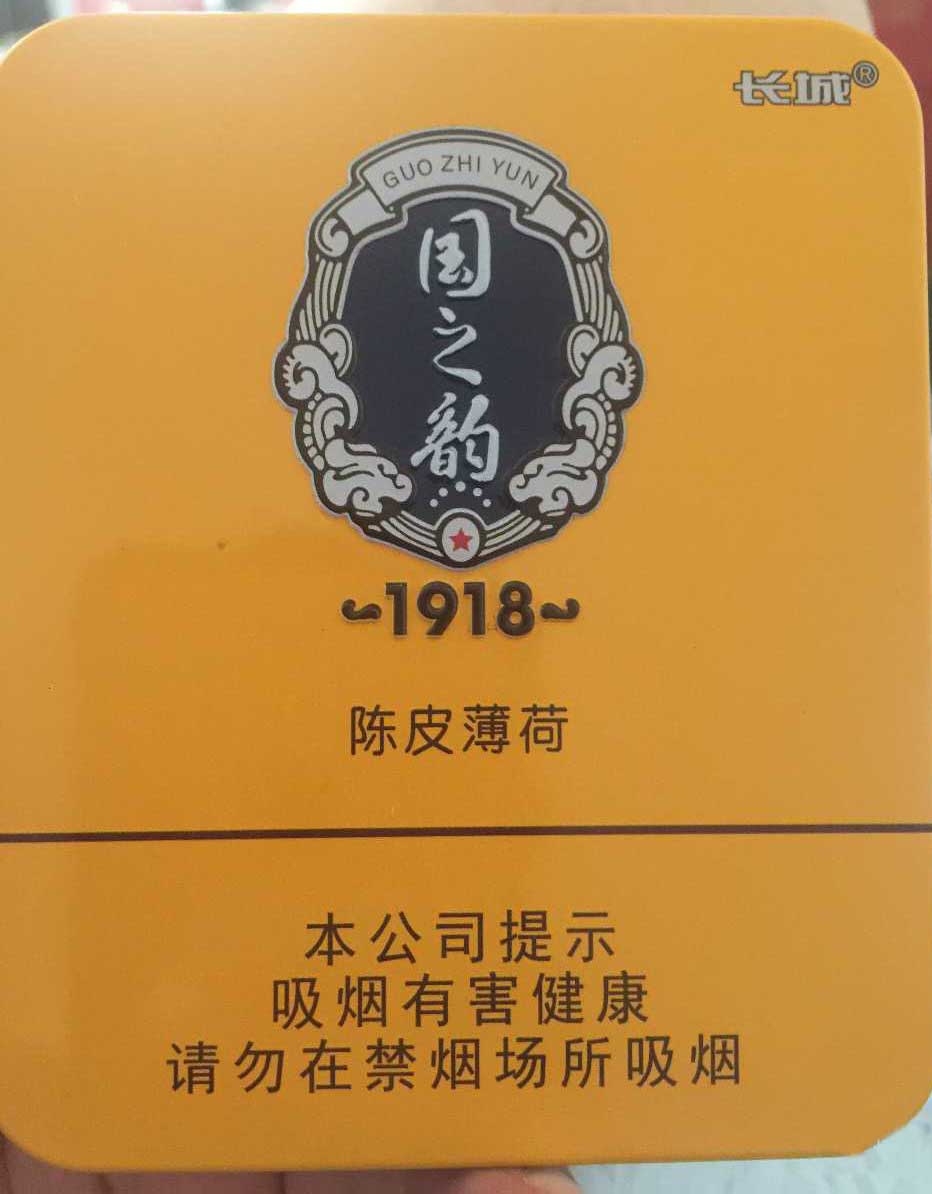 长城®
GUO ZHI YUN
国之韵
1918
陈皮薄荷
本公司提示
吸烟有害健康
请勿在禁烟场所吸烟